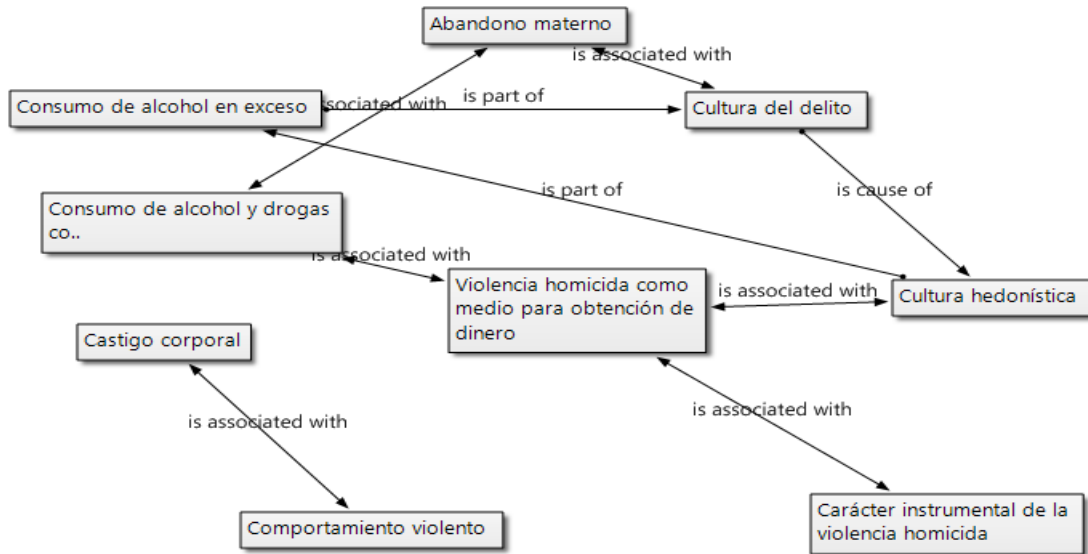 Abandono materno
is associated with
Consumo de alcohol en exceso
ssociated with
is part of
Cultura del delito
Consumo de alcohol y drogas
co..
is part of
is cause of
is associated with
Violencia homicida como
medio para obtención de
dinero
is associated with
Cultura hedonística
Castigo corporal
is associated with
is associated with
Comportamiento violento
Carácter instrumental de la
violencia homicida